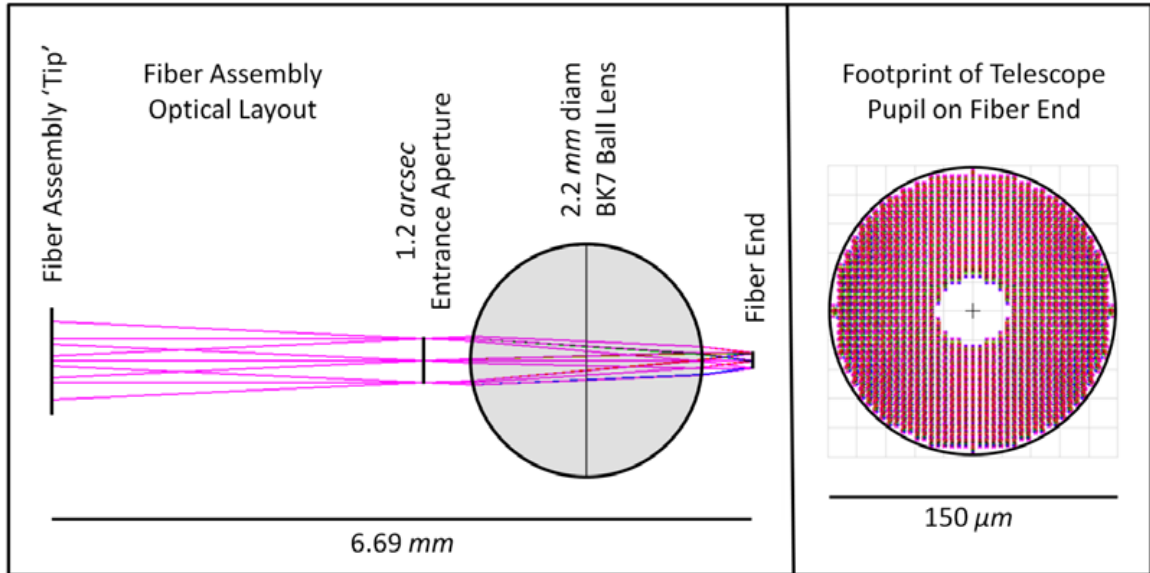 Fiber Assembly
Optical Layout
Fiber Assembly 'Tip'
1.2 arcsec
Entrance Aperture
2.2 mm diam
BK7 Ball Lens
Fiber End
6.69 mm
Footprint of Telescope
Pupil on Fiber End
150 μm